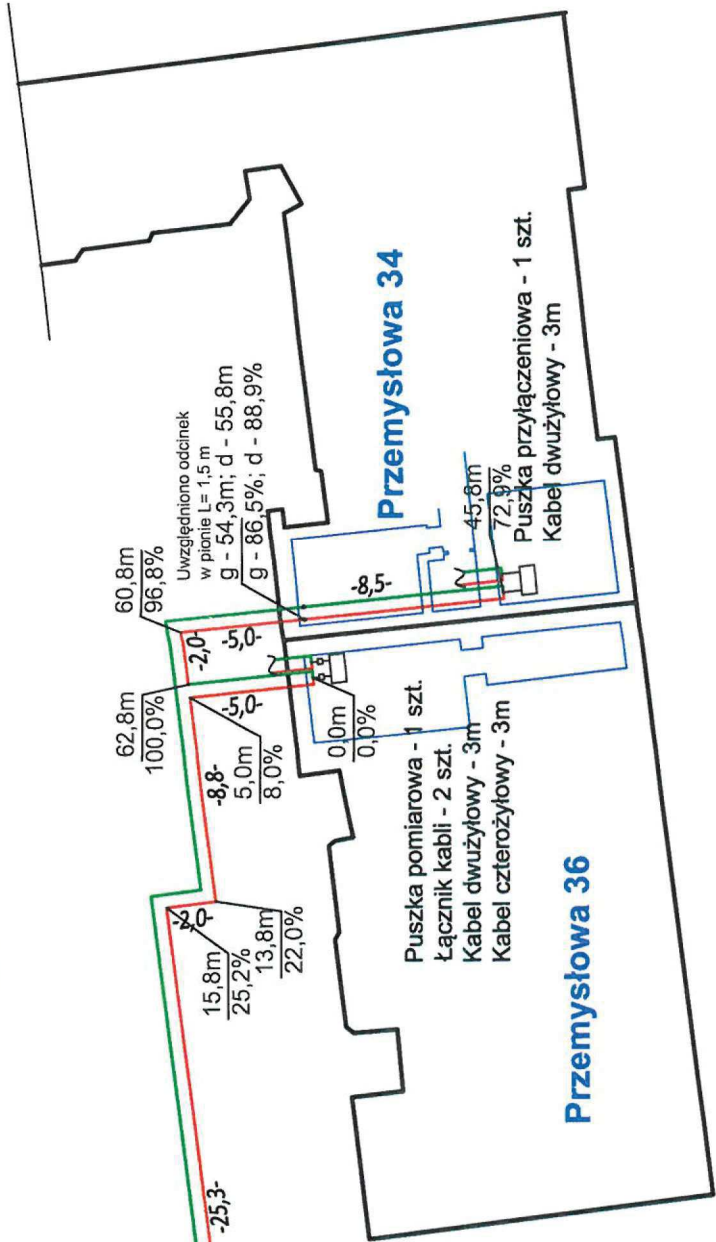 60,8m
96,8%
Uwzględniono odcinek
w pionie L= 1,5 m
g - 54,3m; d - 55,8m
g - 86,5%; d - 88,9%
Przemysłowa 34
62,8m
100,0%
-2,0-
-5,0-
-8,5-
45,8m
72,9%
Puszka przyłączeniowa - 1 szt.
Kabel dwużyłowy - 3m
-5,0-
5,0m
8,0%
0,0m
0,0%
-8,8-
Puszka pomiarowa - 1 szt.
Łącznik kabli - 2 szt.
Kabel dwużyłowy - 3m
Kabel czterożyłowy - 3m
-2,0-
15,8m
25,2%
13,8m
22,0%
Przemysłowa 36
-25,3-